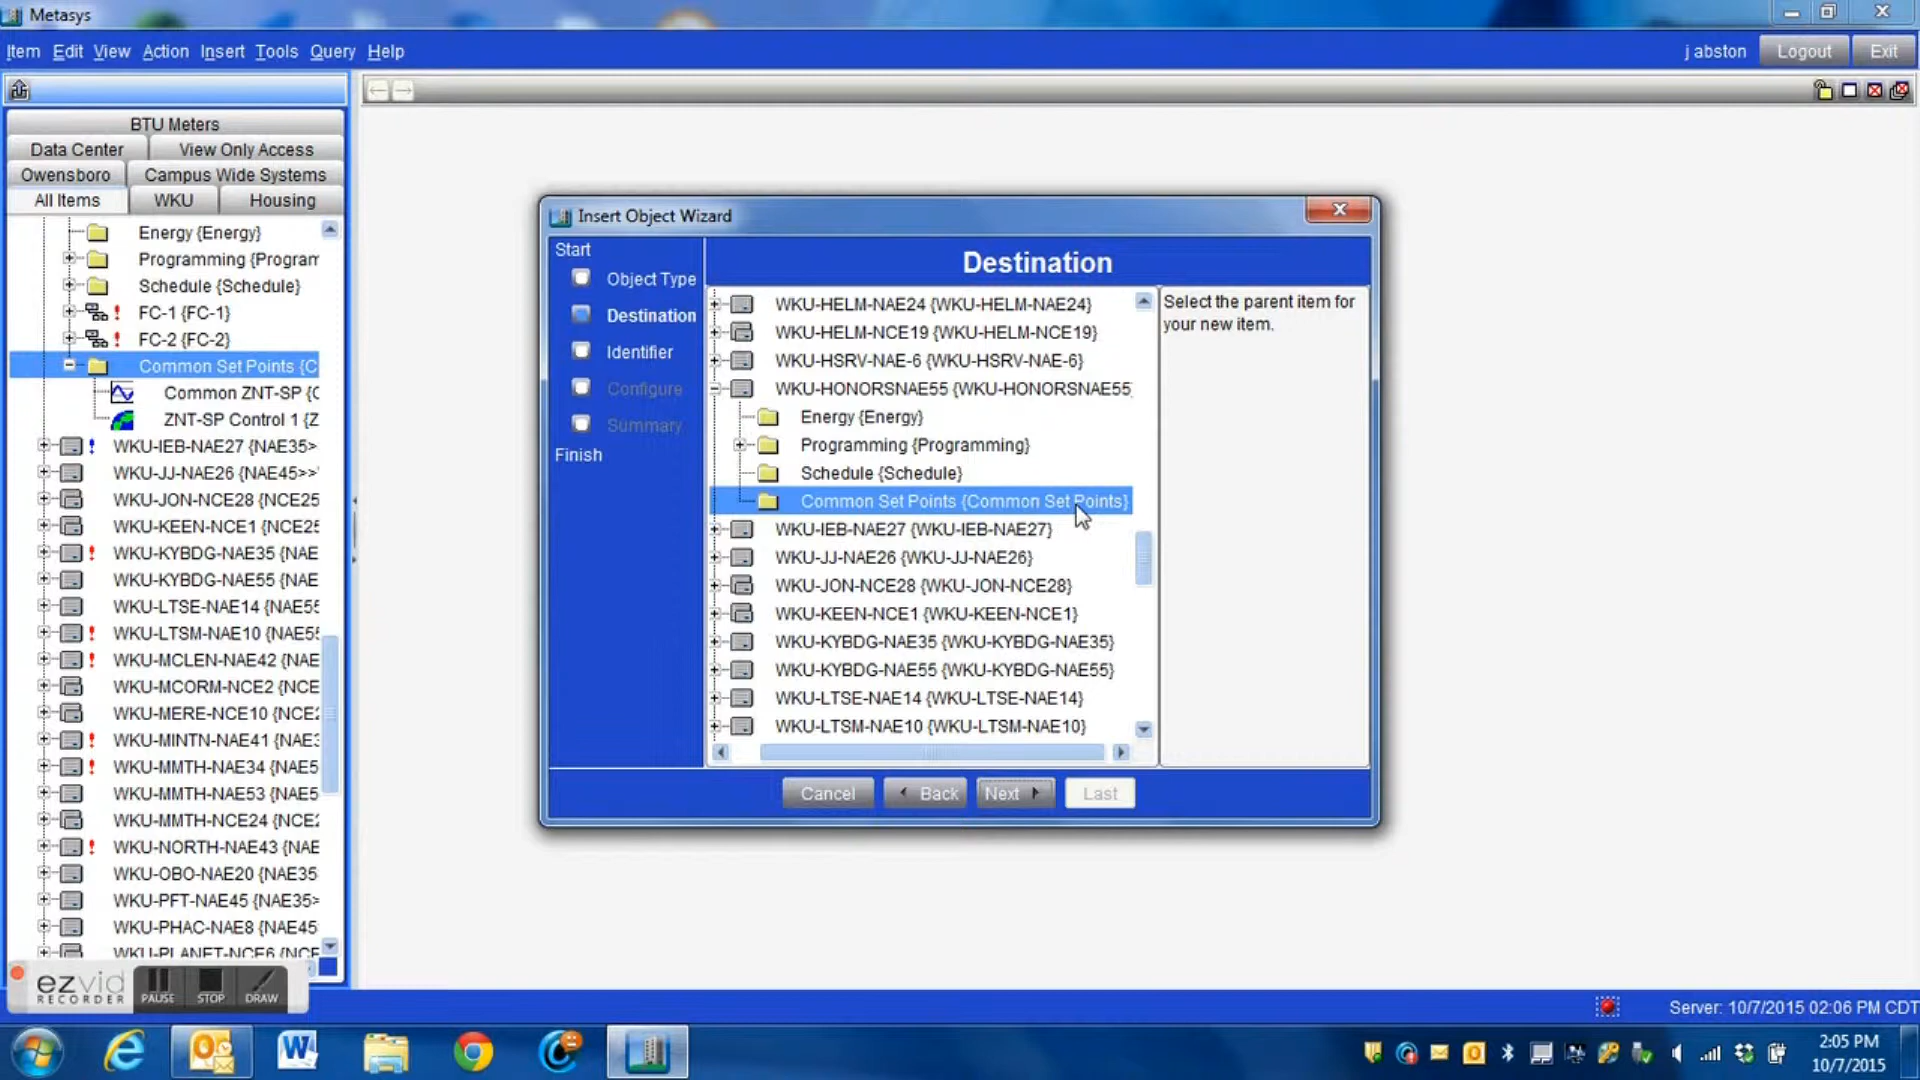 Metasys
Item Edit View Action Insert Tools Query Help
j abston Logout Exit
BTU Meters
Data Center View Only Access
Owensboro Campus Wide Systems
All Items WKU Housing
Energy {Energy}
Programming {Program
Schedule {Schedule}
FC-1 {FC-1}
FC-2 {FC-2}
Common Set Points {C
Common ZNT-SP {C
ZNT-SP Control 1 {Z
WKU-IEB-NAE27 {NAE35>
WKU-JJ-NAE26 {NAE45>>
WKU-JON-NCE28 {NCE25
WKU-KEEN-NCE1 {NCE25
WKU-KYBDG-NAE35 {NAE
WKU-KYBDG-NAE55 {NAE
WKU-LTSE-NAE14 {NAE55
WKU-LTSM-NAE10 {NAE55
WKU-MCLEN-NAE42 {NAE
WKU-MCORM-NCE2 {NCE
WKU-MERE-NCE10 {NCE2
WKU-MINTN-NAE41 {NAE3
WKU-MMTH-NAE34 {NAE5
WKU-MMTH-NAE53 {NAE5
WKU-MMTH-NCE24 {NCE2
WKU-NORTH-NAE43 {NAE
WKU-OBO-NAE20 {NAE35
WKU-PFT-NAE45 {NAE35>
WKU-PHAC-NAE8 {NAE45
WKU-PLANET-NCE6 {NCE
Insert Object Wizard
Start
Object Type
Destination
Identifier
Configure
Summary
Finish
Destination
WKU-HELM-NAE24 {WKU-HELM-NAE24}
WKU-HELM-NCE19 {WKU-HELM-NCE19}
WKU-HSRV-NAE-6 {WKU-HSRV-NAE-6}
WKU-HONORSNAE55 {WKU-HONORSNAE55}
Energy {Energy}
Programming {Programming}
Schedule {Schedule}
Common Set Points {Common Set Points}
WKU-IEB-NAE27 {WKU-IEB-NAE27}
WKU-JJ-NAE26 {WKU-JJ-NAE26}
WKU-JON-NCE28 {WKU-JON-NCE28}
WKU-KEEN-NCE1 {WKU-KEEN-NCE1}
WKU-KYBDG-NAE35 {WKU-KYBDG-NAE35}
WKU-KYBDG-NAE55 {WKU-KYBDG-NAE55}
WKU-LTSE-NAE14 {WKU-LTSE-NAE14}
WKU-LTSM-NAE10 {WKU-LTSM-NAE10}
Select the parent item for
your new item.
Cancel Back Next Last
ezvid
RECORDER
PAUSE STOP DRAW
Server: 10/7/2015 02:06 PM CDT
2:05 PM
10/7/2015